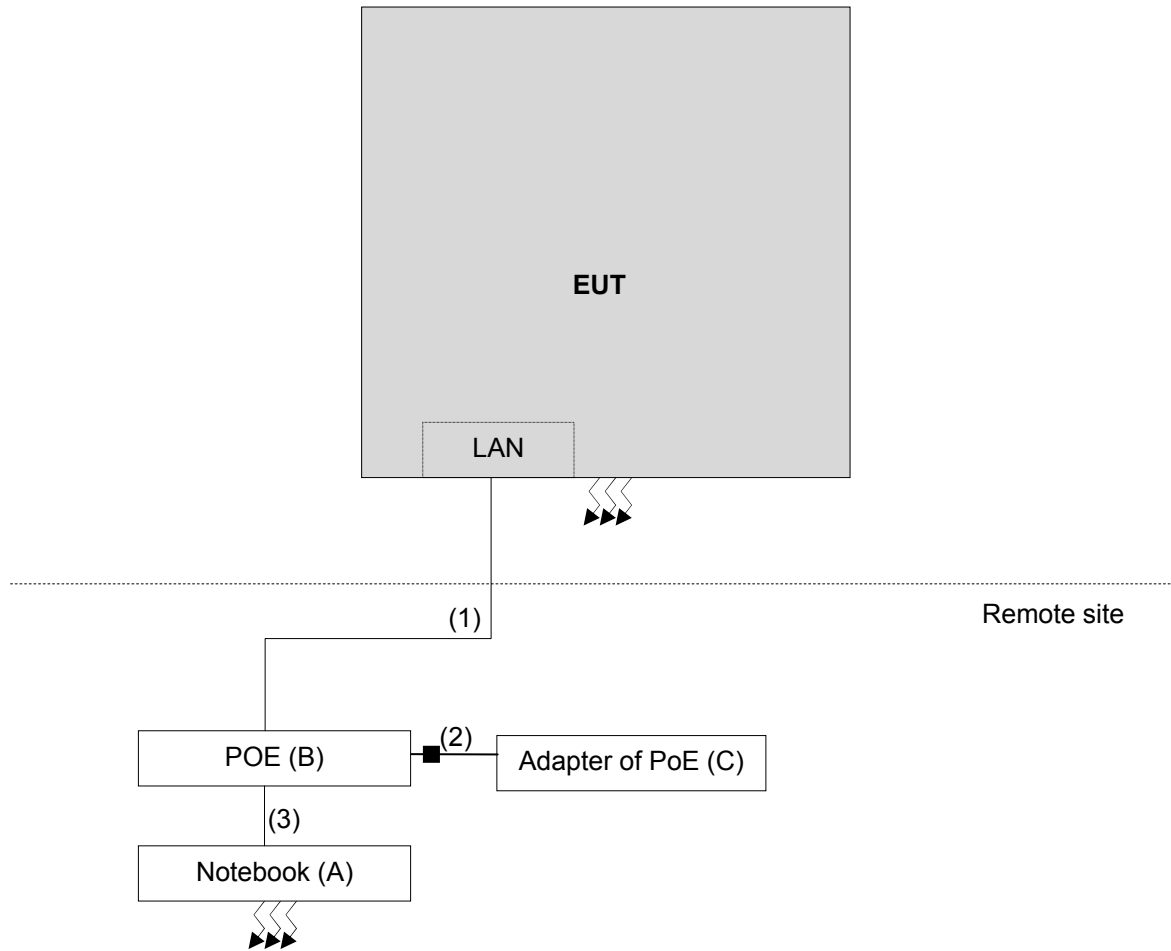 EUT
LAN
Remote site
(1)
(2)
POE (B)
Adapter of PoE (C)
(3)
Notebook (A)